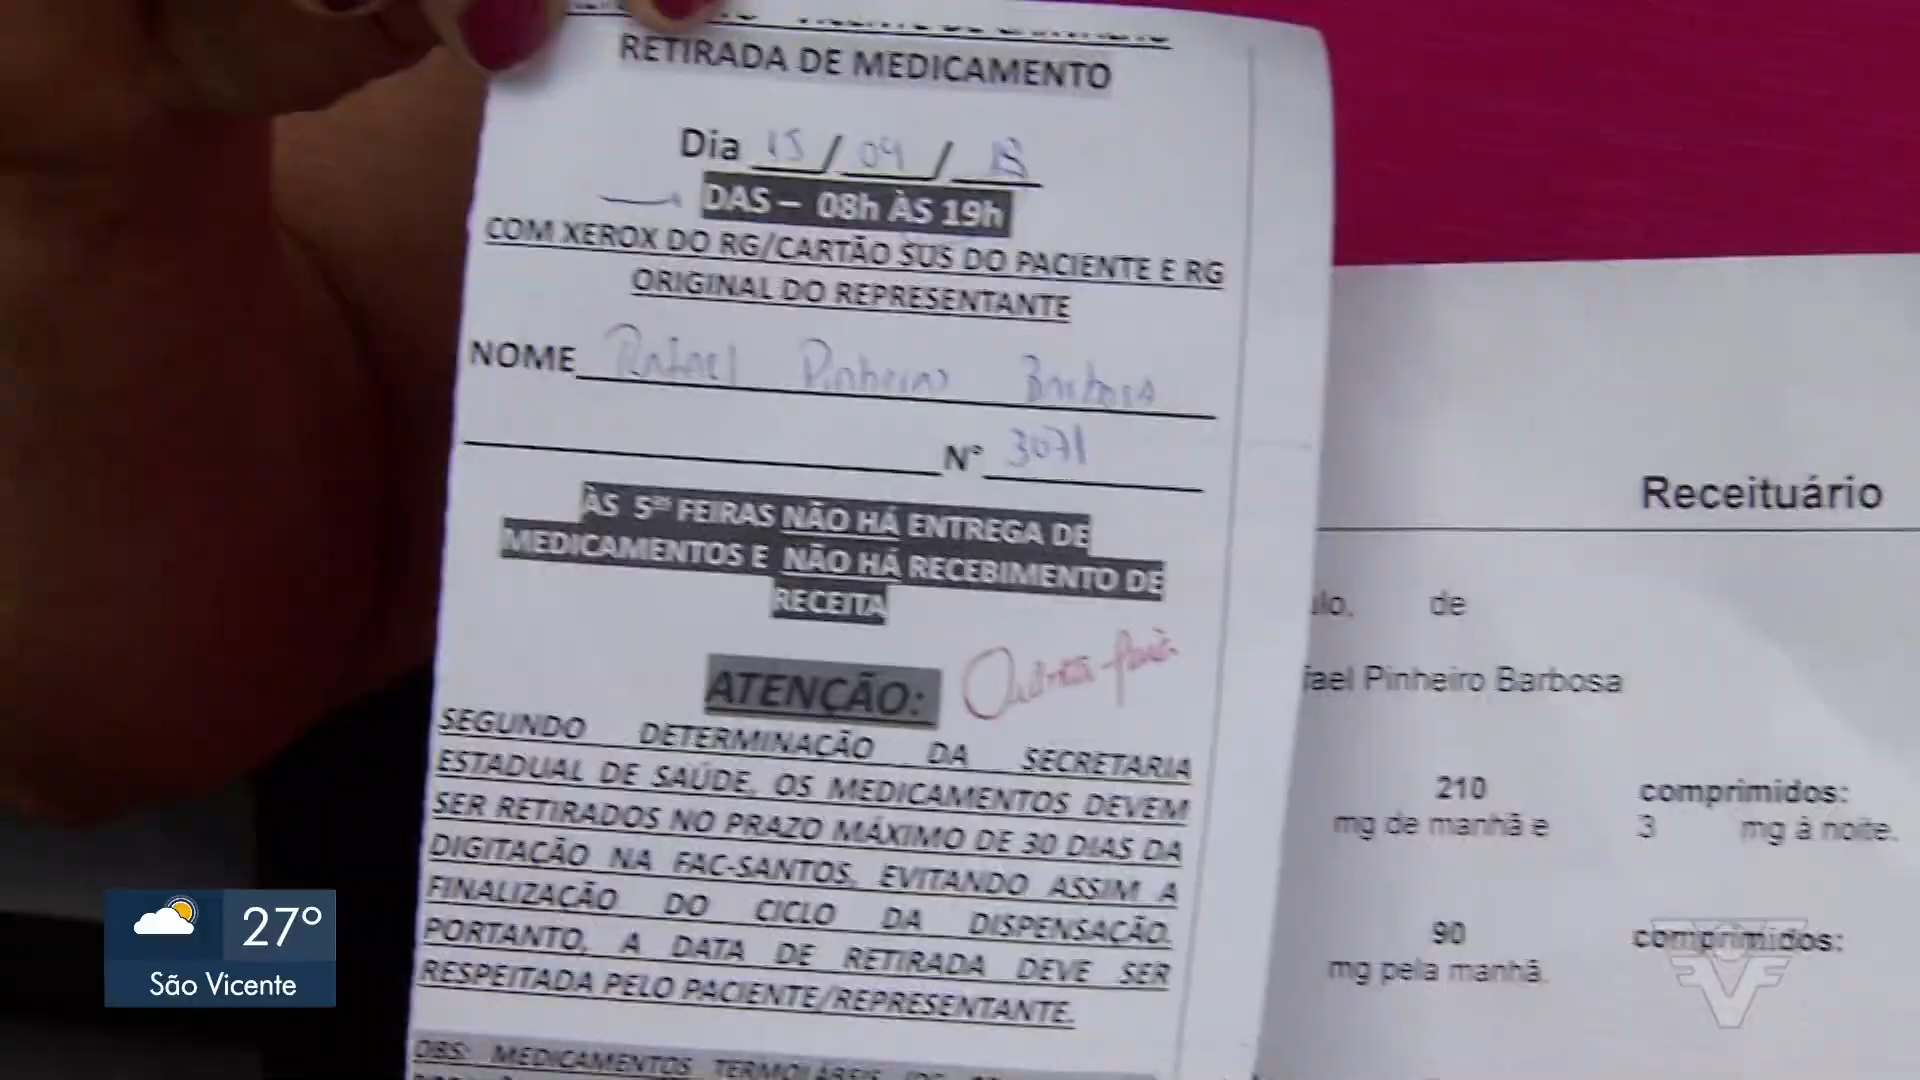 RETIRADA DE MEDICAMENTO
Dia 15 / 04 / 18
DAS – 08h ÀS 19h
COM XEROX DO RG/CARTÃO SUS DO PACIENTE E RG
ORIGINAL DO REPRESENTANTE
NOME Rafael Pinheiro Barbosa
N° 3071
ÀS 5ªˢ FEIRAS NÃO HÁ ENTREGA DE
MEDICAMENTOS E NÃO HÁ RECEBIMENTO DE
RECEITA
ATENÇÃO:
SEGUNDO DETERMINAÇÃO DA SECRETARIA
ESTADUAL DE SAÚDE, OS MEDICAMENTOS DEVEM
SER RETIRADOS NO PRAZO MÁXIMO DE 30 DIAS DA
DIGITAÇÃO NA FAC-SANTOS, EVITANDO ASSIM A
FINALIZAÇÃO DO CICLO DA DISPENSAÇÃO.
PORTANTO, A DATA DE RETIRADA DEVE SER
RESPEITADA PELO PACIENTE/REPRESENTANTE.
OBS: MEDICAMENTOS TERMOLÁBEIS
Receituário
de
Pinheiro Barbosa
210 comprimidos:
mg de manhã e 3 mg à noite.
90 comprimidos:
mg pela manhã.
27°
São Vicente